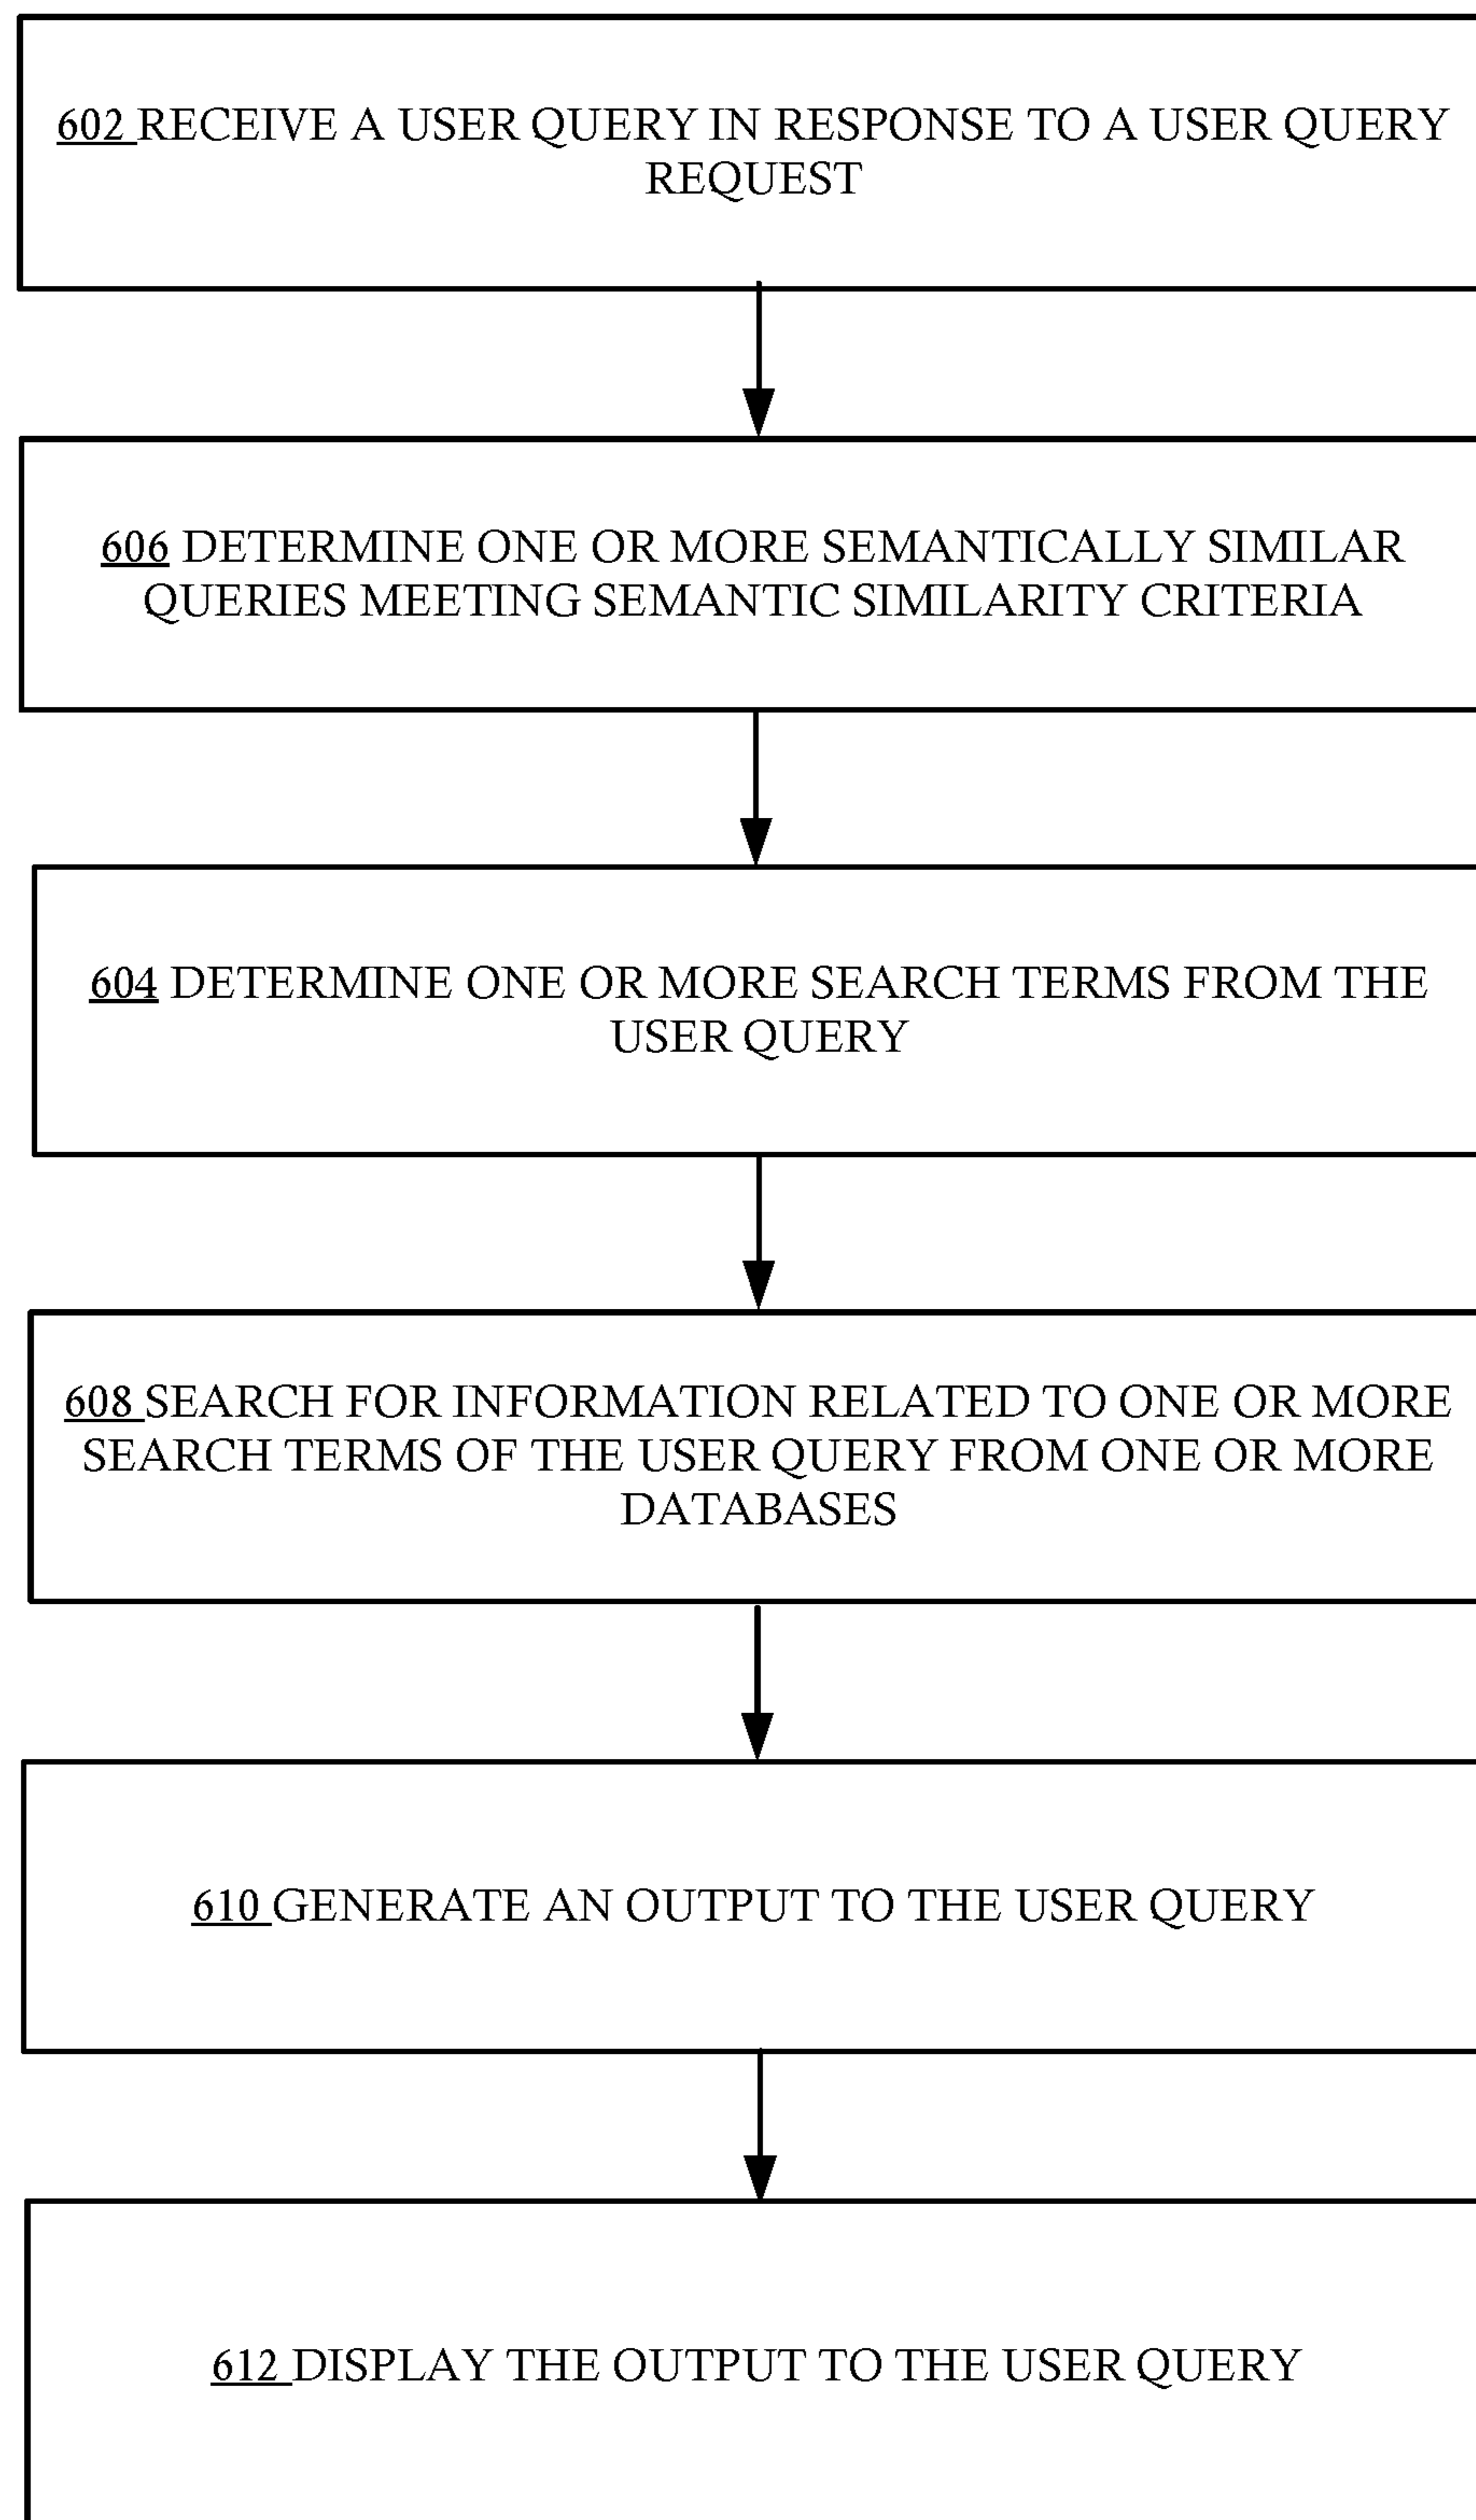 602 RECEIVE A USER QUERY IN RESPONSE TO A USER QUERY
REQUEST
606 DETERMINE ONE OR MORE SEMANTICALLY SIMILAR
QUERIES MEETING SEMANTIC SIMILARITY CRITERIA
604 DETERMINE ONE OR MORE SEARCH TERMS FROM THE
USER QUERY
608 SEARCH FOR INFORMATION RELATED TO ONE OR MORE
SEARCH TERMS OF THE USER QUERY FROM ONE OR MORE
DATABASES
610 GENERATE AN OUTPUT TO THE USER QUERY
612 DISPLAY THE OUTPUT TO THE USER QUERY